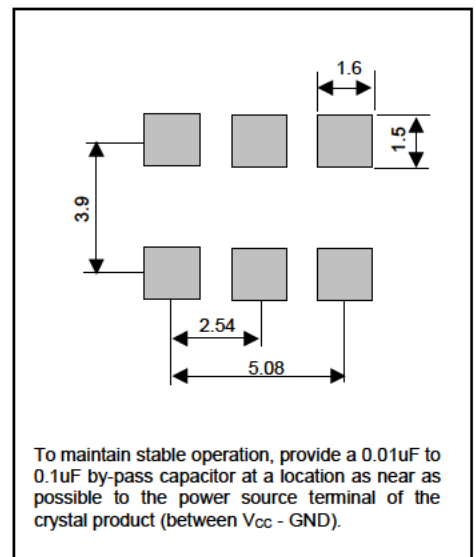 1.6
1.5
3.9
2.54
5.08
To maintain stable operation, provide a 0.01uF to
0.1uF by-pass capacitor at a location as near as
possible to the power source terminal of the
crystal product (between VCC - GND).